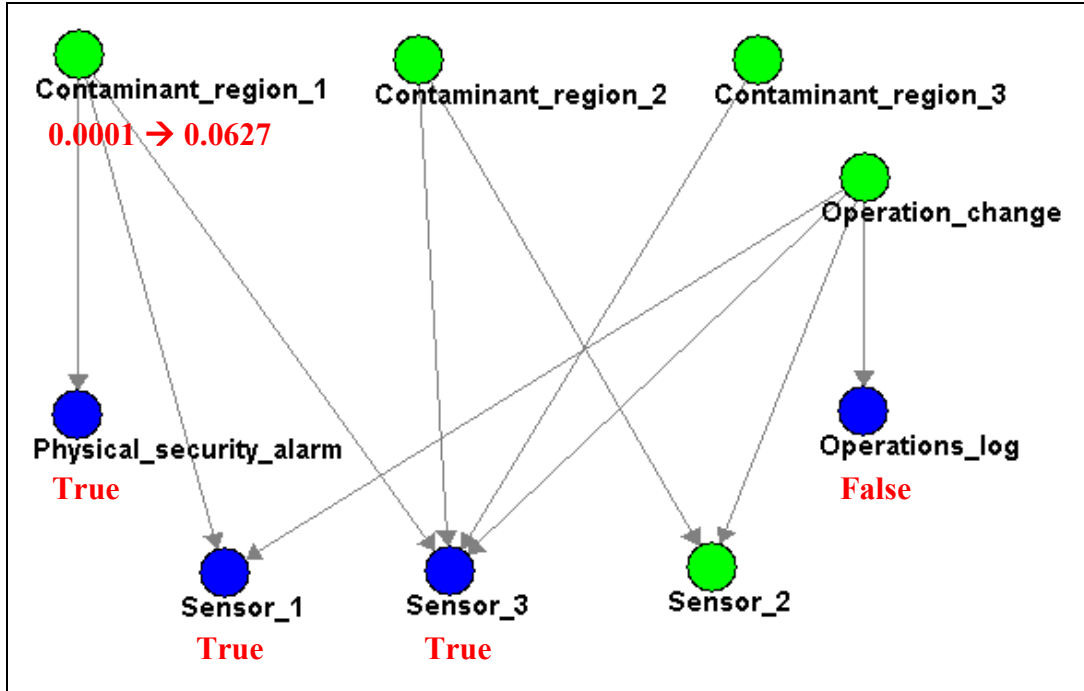 Contaminant_region_1
Contaminant_region_2
Contaminant_region_3
0.0001 → 0.0627
Operation_change
Physical_security_alarm
Operations_log
True
False
Sensor_1
Sensor_3
Sensor_2
True
True